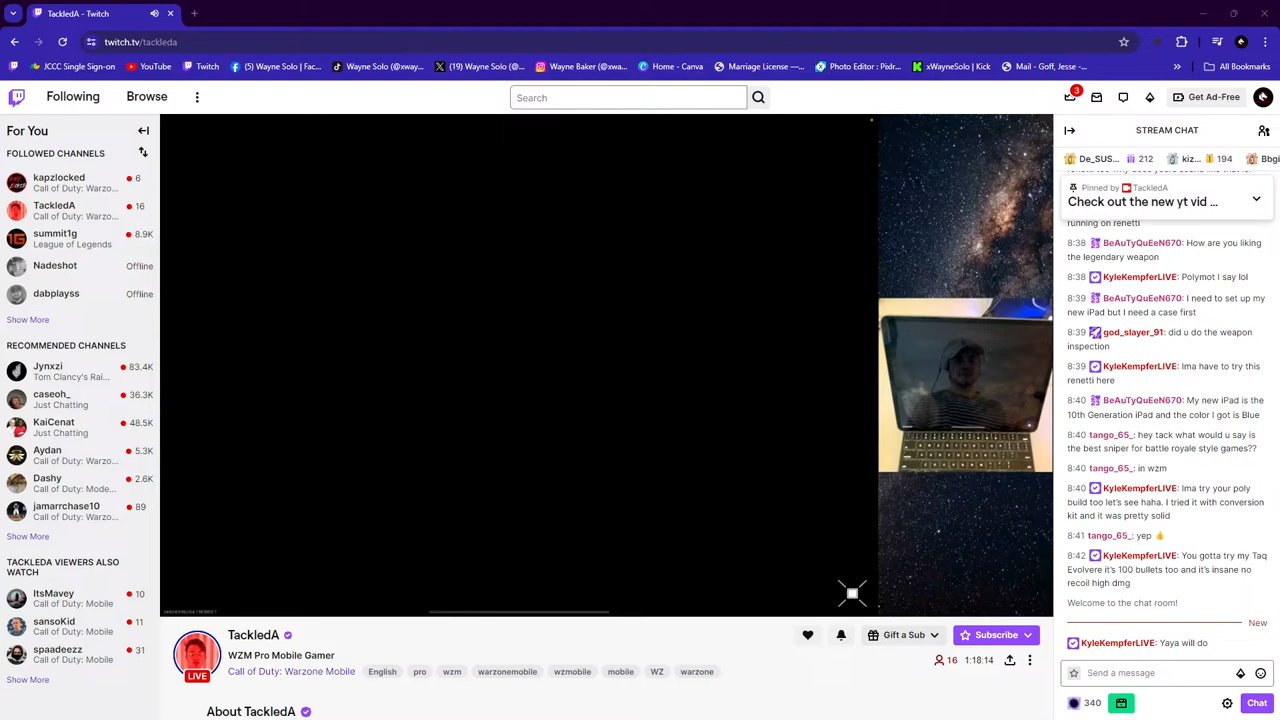 TackledA - Twitch
twitch.tv/tackleda
JCCC Single Sign-on
YouTube
Twitch
(5) Wayne Solo | Fac...
Wayne Solo (@xway...
(19) Wayne Solo (@...
Wayne Baker (@xwa...
Home - Canva
Marriage License -...
Photo Editor : Pixlr...
xWayneSolo | Kick
Mail - Goff, Jesse -...
All Bookmarks
Following
Browse
Search
3
Get Ad-Free
For You
FOLLOWED CHANNELS
kapzlocked
6
Call of Duty: Warzo...
TackledA
16
Call of Duty: Warzo...
summit1g
8.9K
League of Legends
Nadeshot
Offline
dabplayss
Offline
Show More
RECOMMENDED CHANNELS
Jynxzi
83.4K
Tom Clancy's Rai...
caseoh_
36.3K
Just Chatting
KaiCenat
48.5K
Just Chatting
Aydan
5.3K
Call of Duty: Warzo...
Dashy
2.6K
Call of Duty: Mode...
jamarrchase10
89
Call of Duty: Warzo...
Show More
TACKLEDA VIEWERS ALSO
WATCH
ItsMavey
10
Call of Duty: Mobile
sansoKid
11
Call of Duty: Mobile
spaadeezz
31
Call of Duty: Mobile
Show More
LIVE
TackledA
WZM Pro Mobile Gamer
Call of Duty: Warzone Mobile
English
pro
wzm
warzonemobile
wzmobile
mobile
WZ
warzone
Gift a Sub
Subscribe
16
1:18:14
About TackledA
STREAM CHAT
De_SUS...
212
kiz...
194
Bbgi
Pinned by TackledA
Check out the new yt vid ...
running on renetti
8:38 BeAuTyQuEeN670: How are you liking
the legendary weapon
8:38 KyleKempferLIVE: Polymot I say lol
8:39 BeAuTyQuEeN670: I need to set up my
new iPad but I need a case first
8:39 god_slayer_91: did u do the weapon
inspection
8:39 KyleKempferLIVE: Ima have to try this
renetti here
8:40 BeAuTyQuEeN670: My new iPad is the
10th Generation iPad and the color I got is Blue
8:40 tango_65_: hey tack what would u say is
the best sniper for battle royale style games??
8:40 tango_65_: in wzm
8:40 KyleKempferLIVE: Ima try your poly
build too let's see haha. I tried it with conversion
kit and it was pretty solid
8:41 tango_65_: yep 👍
8:42 KyleKempferLIVE: You gotta try my Taq
Evolvere it's 100 bullets too and it's insane no
recoil high dmg
Welcome to the chat room!
New
KyleKempferLIVE: Yaya will do
Send a message
340
Chat